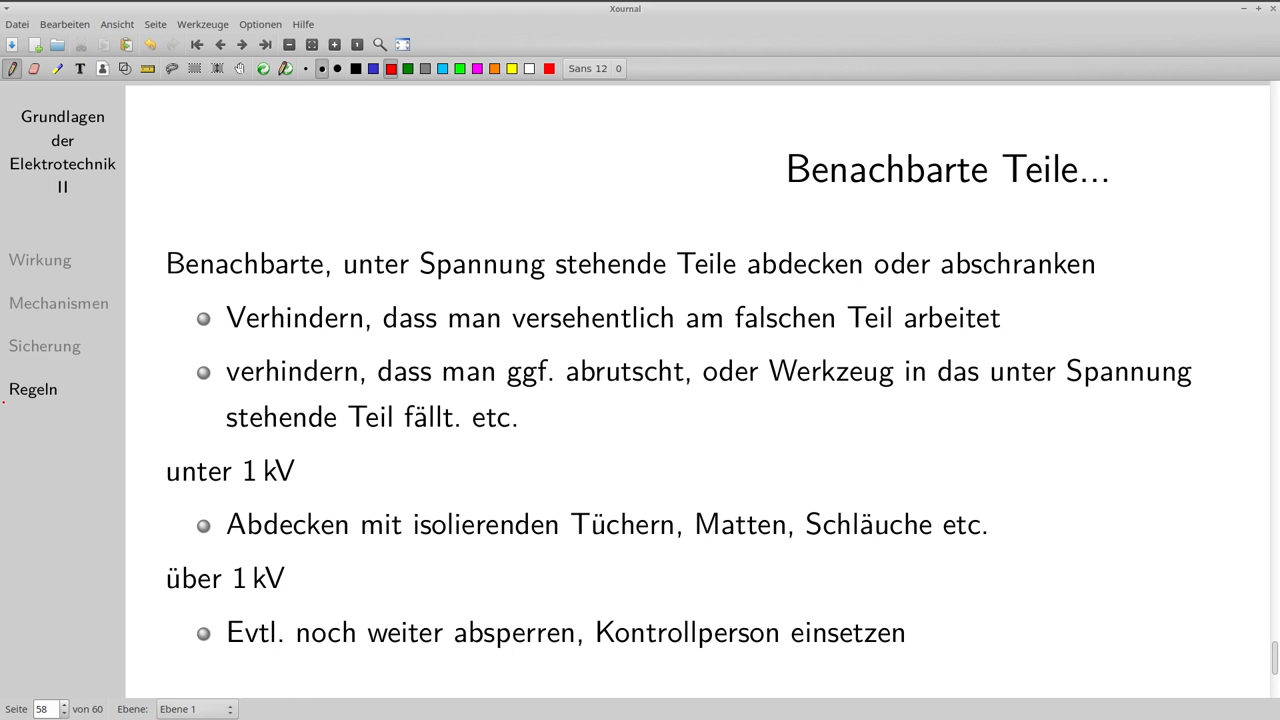 Xournal
Datei Bearbeiten Ansicht Seite Werkzeuge Optionen Hilfe
T
Sans 12 0
Grundlagen
der
Elektrotechnik
II
Wirkung
Mechanismen
Sicherung
Regeln
Benachbarte Teile...
Benachbarte, unter Spannung stehende Teile abdecken oder abschranken
Verhindern, dass man versehentlich am falschen Teil arbeitet
verhindern, dass man ggf. abrutscht, oder Werkzeug in das unter Spannung
stehende Teil fällt. etc.
unter 1 kV
Abdecken mit isolierenden Tüchern, Matten, Schläuche etc.
über 1 kV
Evtl. noch weiter absperren, Kontrollperson einsetzen
Seite 58 von 60 Ebene: Ebene 1